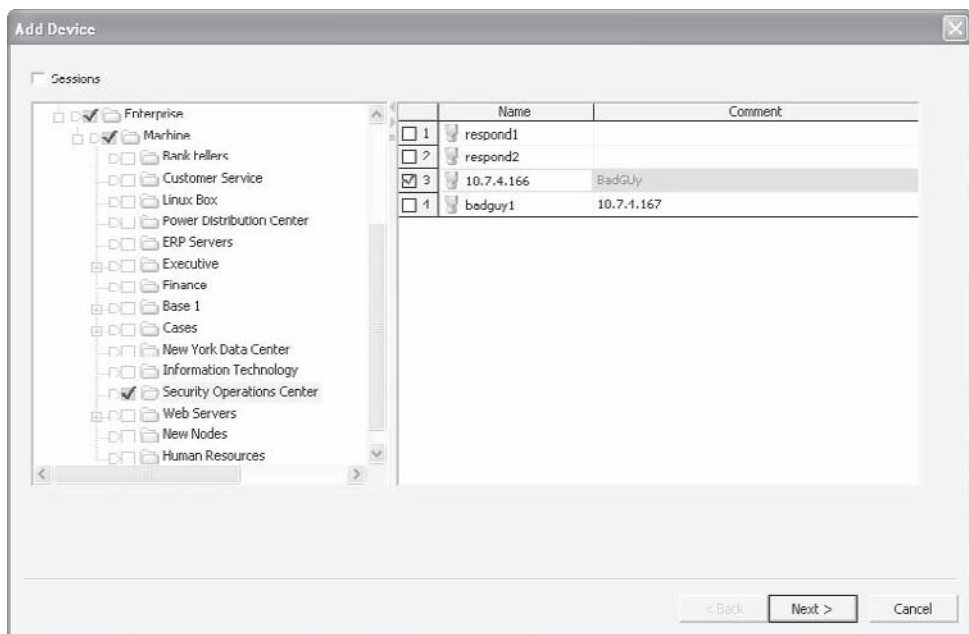 Add Device
Sessions
Enterprise
Machine
Bank tellers
Customer Service
Linux Box
Power Distribution Center
ERP Servers
Executive
Finance
Base 1
Cases
New York Data Center
Information Technology
Security Operations Center
Web Servers
New Nodes
Human Resources
Name Comment
1 respond1
2 respond2
3 10.7.4.166 BadGUy
4 badguy1 10.7.4.167
< Back Next > Cancel